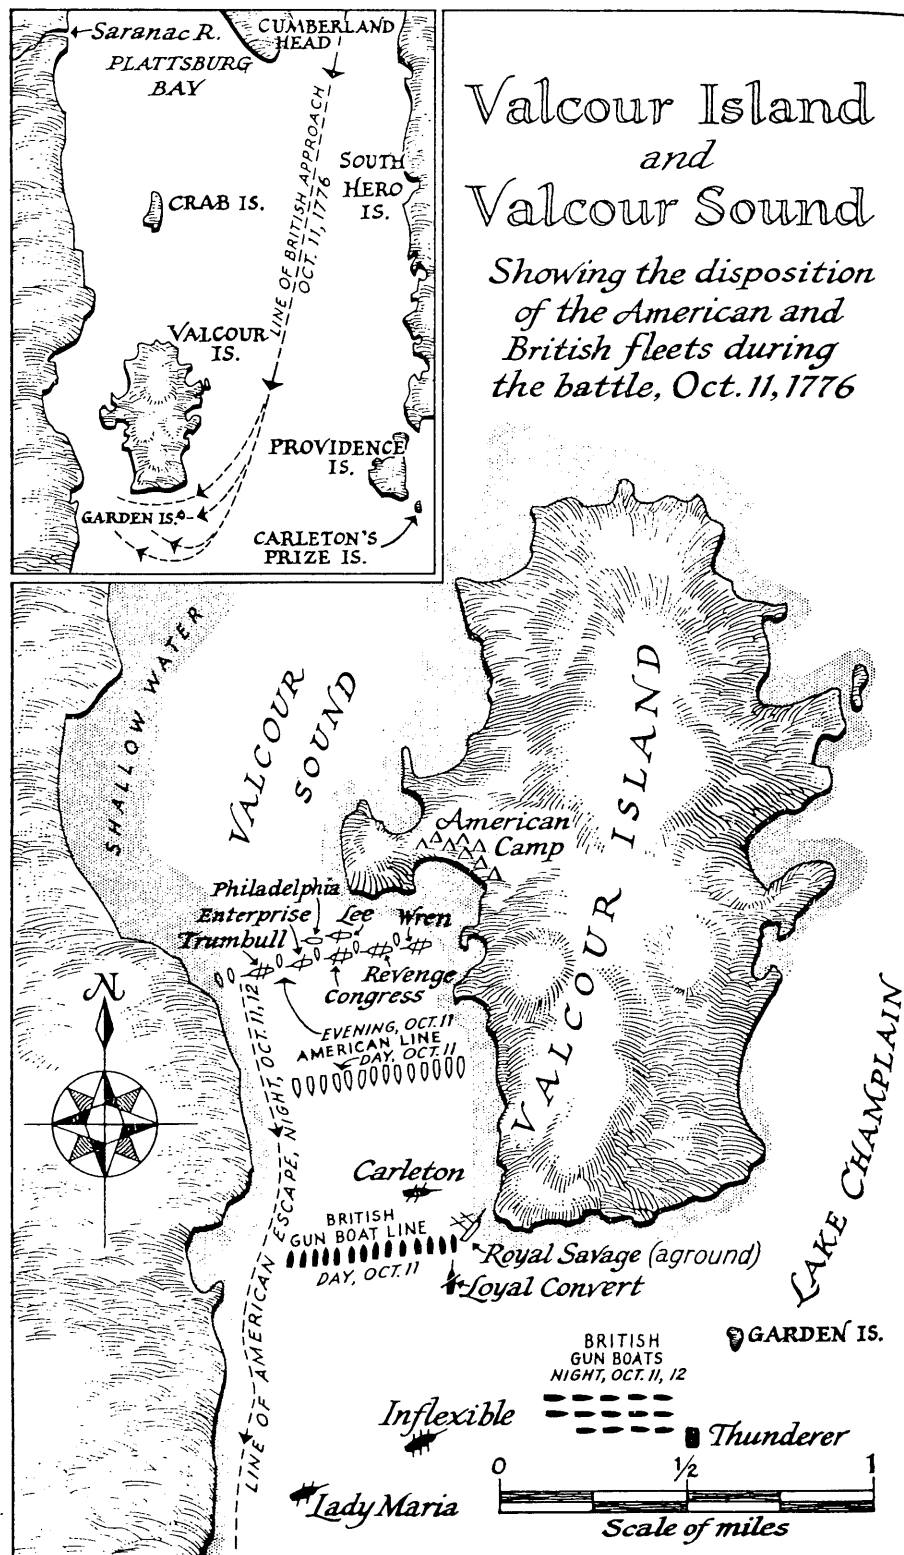 Saranac R.
CUMBERLAND
HEAD
PLATTSBURG
BAY
LINE OF BRITISH APPROACH
OCT. 11, 1776
SOUTH
HERO
IS.
CRAB IS.
VALCOUR
IS.
PROVIDENCE
IS.
GARDEN IS.
CARLETON'S
PRIZE IS.
Valcour Island
and
Valcour Sound
Showing the disposition
of the American and
British fleets during
the battle, Oct. 11, 1776
SHALLOW WATER
VALCOUR
SOUND
VALCOUR ISLAND
American
Camp
Philadelphia
Enterprise
Lee
Wren
Trumbull
Revenge
Congress
N
EVENING, OCT. 11
AMERICAN LINE
DAY, OCT. 11
LINE OF AMERICAN ESCAPE, NIGHT, OCT. 11, 12
LAKE CHAMPLAIN
Carleton
BRITISH
GUN BOAT LINE
DAY, OCT. 11
Royal Savage (aground)
Loyal Convert
GARDEN IS.
BRITISH
GUN BOATS
NIGHT, OCT. 11, 12
Inflexible
Thunderer
Lady Maria
0 1/2 1
Scale of miles